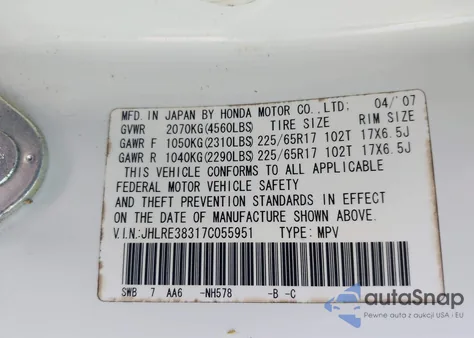 MFD. IN JAPAN BY HONDA MOTOR CO., LTD: 04/'07
GVWR 2070KG(4560LBS) TIRE SIZE RIM SIZE
GAWR F 1050KG(2310LBS) 225/65R17 102T 17X6.5J
GAWR R 1040KG(2290LBS) 225/65R17 102T 17X6.5J
THIS VEHICLE CONFORMS TO ALL APPLICABLE
FEDERAL MOTOR VEHICLE SAFETY
AND THEFT PREVENTION STANDARDS IN EFFECT
ON THE DATE OF MANUFACTURE SHOWN ABOVE.
V.I.N.:JHLRE38317C055951 TYPE: MPV
SWB 7 AA6 -NH578 -B -C
autaSnap
Pewne auta z aukcji USA i EU